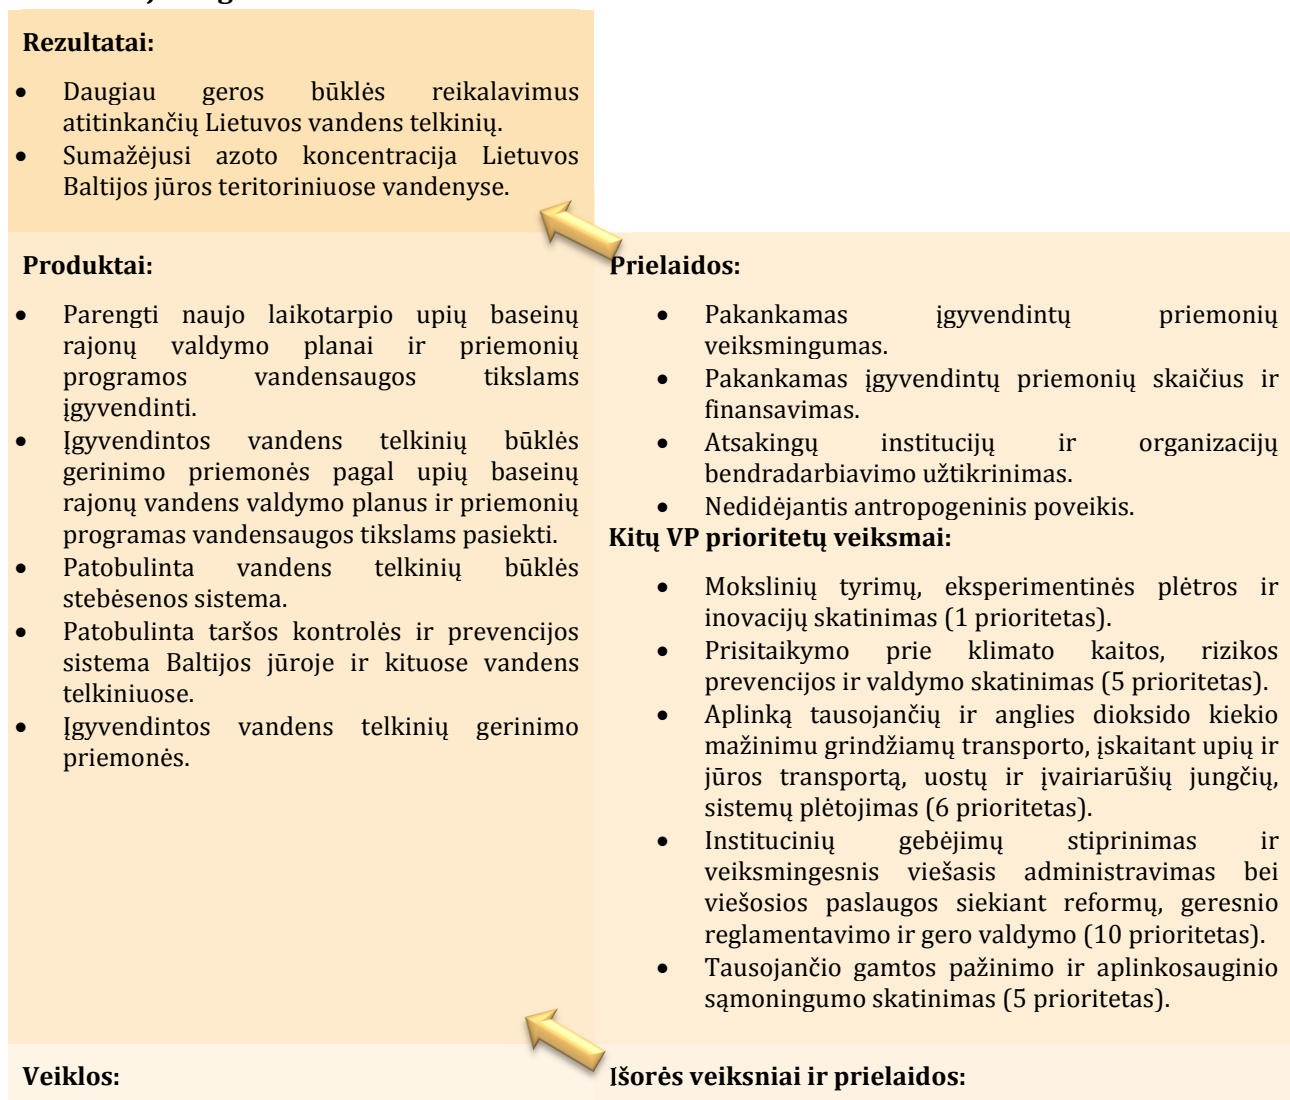 Rezultatai:
• Daugiau geros būklės reikalavimus
atitinkančių Lietuvos vandens telkinių.
• Sumažėjusi azoto koncentracija Lietuvos
Baltijos jūros teritoriniuose vandenyse.
Produktai:
• Parengti naujo laikotarpio upių baseinų
rajonų valdymo planai ir priemonių
programos vandensaugos tikslams
įgyvendinti.
• Įgyvendintos vandens telkinių būklės
gerinimo priemonės pagal upių baseinų
rajonų vandens valdymo planus ir priemonių
programas vandensaugos tikslams pasiekti.
• Patobulinta vandens telkinių būklės
stebėsenos sistema.
• Patobulinta taršos kontrolės ir prevencijos
sistema Baltijos jūroje ir kituose vandens
telkiniuose.
• Įgyvendintos vandens telkinių gerinimo
priemonės.
Prielaidos:
• Pakankamas įgyvendintų priemonių
veiksmingumas.
• Pakankamas įgyvendintų priemonių skaičius ir
finansavimas.
• Atsakingų institucijų ir organizacijų
bendradarbiavimo užtikrinimas.
• Nedidėjantis antropogeninis poveikis.
Kitų VP prioritetų veiksmai:
• Mokslinių tyrimų, eksperimentinės plėtros ir
inovacijų skatinimas (1 prioritetas).
• Prisitaikymo prie klimato kaitos, rizikos
prevencijos ir valdymo skatinimas (5 prioritetas).
• Aplinką tausojančių ir anglies dioksido kiekio
mažinimu grindžiamų transporto, įskaitant upių ir
jūros transportą, uostų ir įvairiarūšių jungčių,
sistemų plėtojimas (6 prioritetas).
• Institucinių gebėjimų stiprinimas ir
veiksmingesnis viešasis administravimas bei
viešosios paslaugos siekiant reformų, geresnio
reglamentavimo ir gero valdymo (10 prioritetas).
• Tausojančio gamtos pažinimo ir aplinkosauginio
sąmoningumo skatinimas (5 prioritetas).
Veiklos:
Išorės veiksniai ir prielaidos: